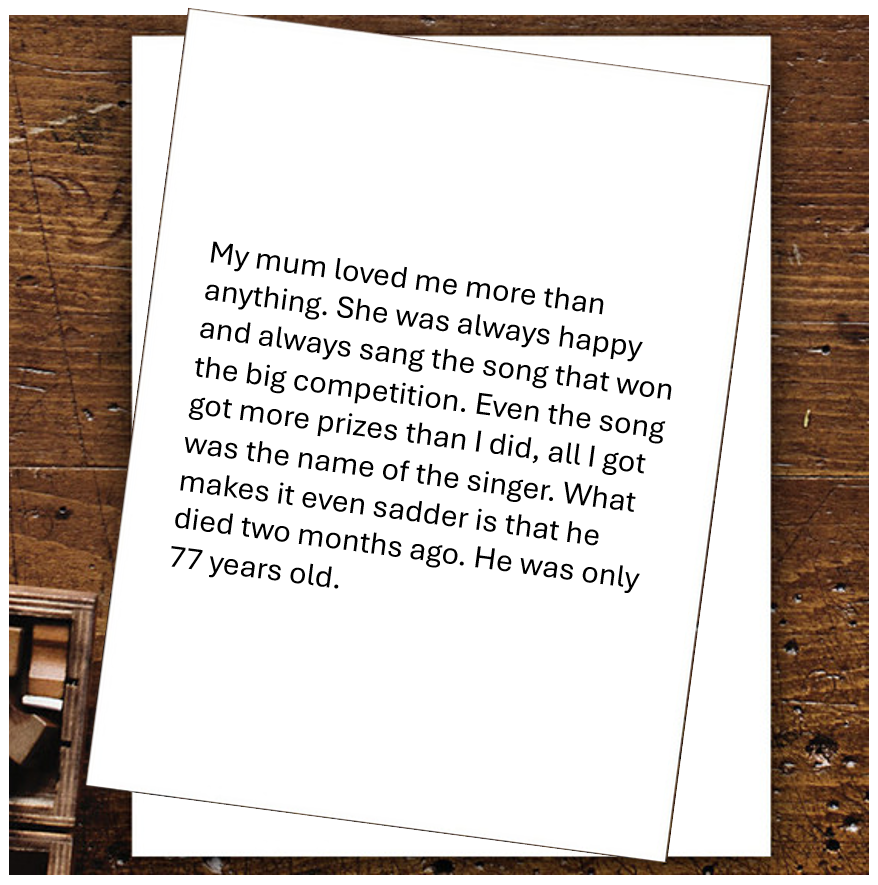 My mum loved me more than
anything. She was always happy
and always sang the song that won
the big competition. Even the song
got more prizes than I did, all I got
was the name of the singer. What
makes it even sadder is that he
died two months ago. He was only
77 years old.